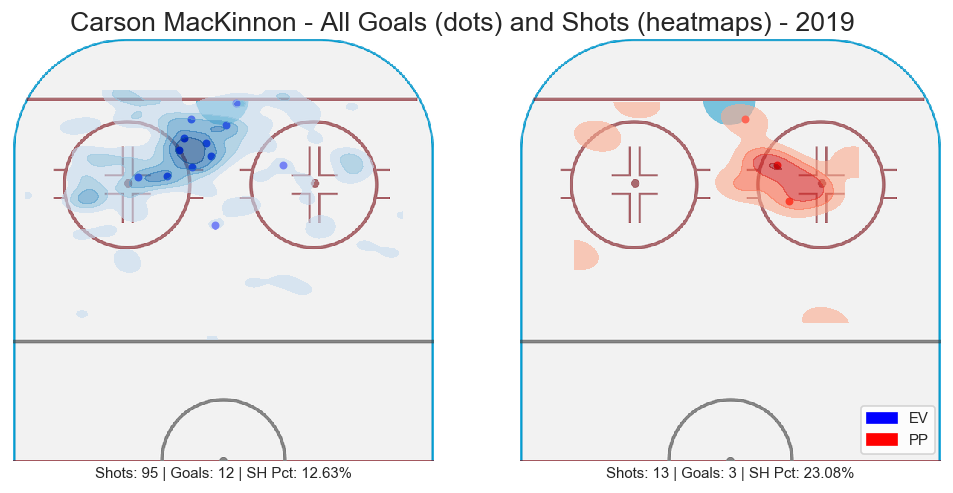 Carson MacKinnon - All Goals (dots) and Shots (heatmaps) - 2019
EV
PP
Shots: 95 | Goals: 12 | SH Pct: 12.63%
Shots: 13 | Goals: 3 | SH Pct: 23.08%